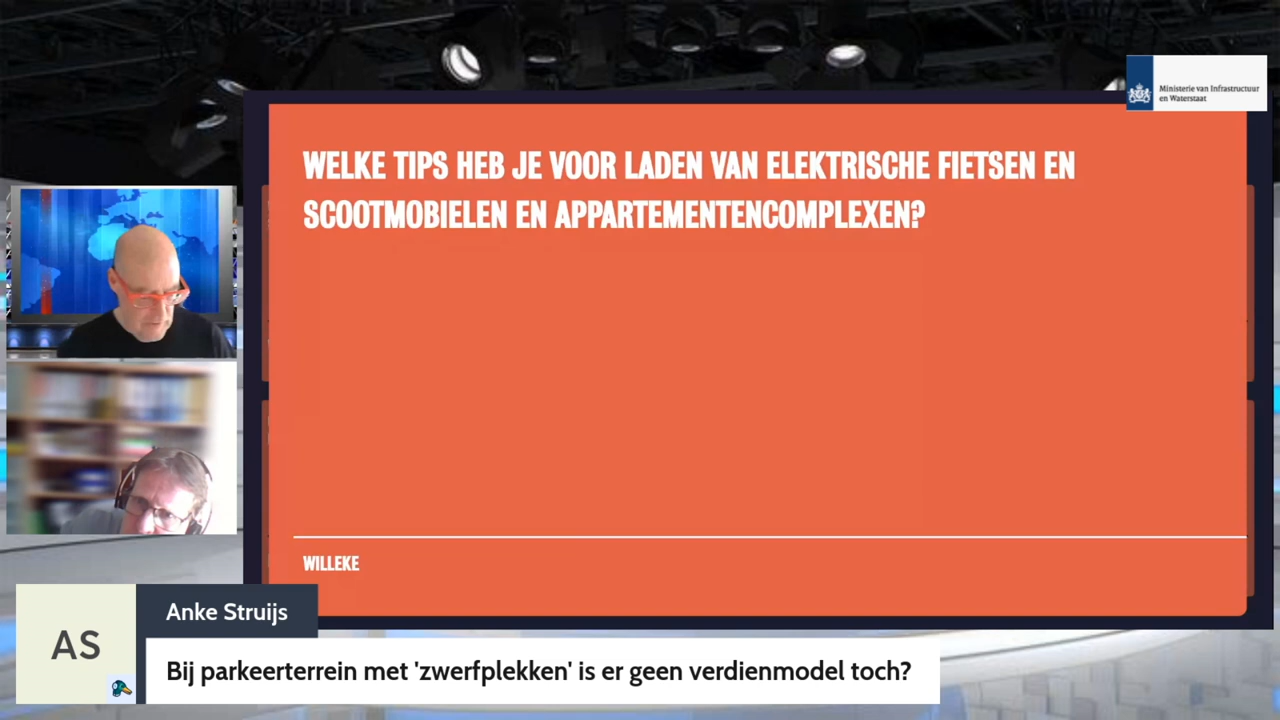 Ministerie van Infrastructuur
en Waterstaat
WELKE TIPS HEB JE VOOR LADEN VAN ELEKTRISCHE FIETSEN EN
SCOOTMOBIELEN EN APPARTEMENTENCOMPLEXEN?
WILLEKE
Anke Struijs
AS
Bij parkeerterrein met 'zwerfplekken' is er geen verdienmodel toch?